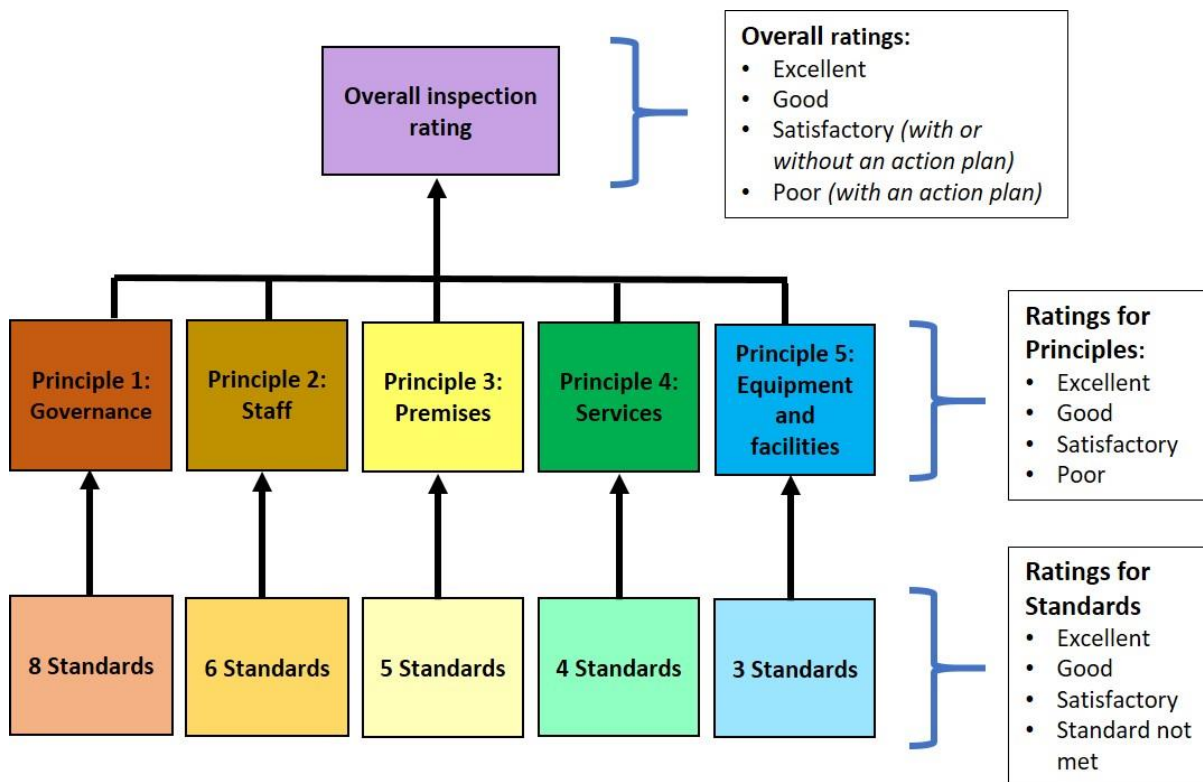 Overall inspection
rating
Overall ratings:
• Excellent
• Good
• Satisfactory (with or
without an action plan)
• Poor (with an action plan)
Principle 1:
Governance
Principle 2:
Staff
Principle 3:
Premises
Principle 4:
Services
Principle 5:
Equipment
and
facilities
Ratings for
Principles:
• Excellent
• Good
• Satisfactory
• Poor
8 Standards
6 Standards
5 Standards
4 Standards
3 Standards
Ratings for
Standards
• Excellent
• Good
• Satisfactory
• Standard not
met